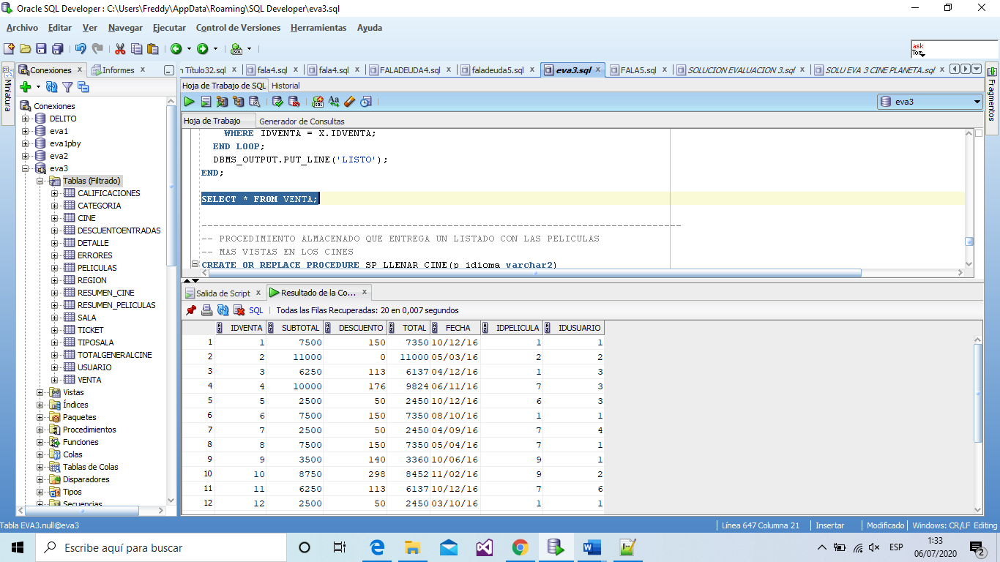 Oracle SQL Developer : C:\Users\Freddy\AppData\Roaming\SQL Developer\eva3.sql
Archivo Editar Ver Navegar Ejecutar Control de Versiones Herramientas Ayuda
ask
Tom
Conexiones Informes
n Título32.sql fala4.sql fala4.sql FALADEUDA4.sql faladeuda5.sql eva3.sql FALA5.sql SOLUCION EVALUACION 3.sql SOLU EVA 3 CINE PLANETA.sql
Miniatura
Fragmentos
Hoja de Trabajo de SQL Historial
eva3
Hoja de Trabajo Generador de Consultas
Conexiones
DELITO
eva1
eva1pby
eva2
eva3
Tablas (Filtrado)
CALIFICACIONES
CATEGORIA
CINE
DESCUENTOENTRADAS
DETALLE
ERRORES
PELICULAS
REGION
RESUMEN_CINE
RESUMEN_PELICULAS
SALA
TICKET
TIPOSALA
TOTALGENERALCINE
USUARIO
VENTA
Vistas
Índices
Paquetes
Procedimientos
Funciones
Colas
Tablas de Colas
Disparadores
Tipos
Secuencias
WHERE IDVENTA = X.IDVENTA;
END LOOP;
DBMS_OUTPUT.PUT_LINE('LISTO');
END;
SELECT * FROM VENTA;
-- PROCEDIMIENTO ALMACENADO QUE ENTREGA UN LISTADO CON LAS PELICULAS
-- MAS VISTAS EN LOS CINES
CREATE OR REPLACE PROCEDURE SP_LLENAR_CINE(p_idioma varchar2)
Salida de Script Resultado de la Co...
SQL Todas las Filas Recuperadas: 20 en 0,007 segundos
IDVENTA SUBTOTAL DESCUENTO TOTAL FECHA IDPELICULA IDUSUARIO
1 1 7500 150 7350 10/12/16 1 1
2 2 11000 0 11000 05/03/16 2 2
3 3 6250 113 6137 04/12/16 1 3
4 4 10000 176 9824 06/11/16 7 3
5 5 2500 50 2450 10/12/16 6 3
6 6 7500 150 7350 08/10/16 1 1
7 7 2500 50 2450 04/09/16 7 4
8 8 7500 150 7350 05/04/16 7 1
9 9 3500 140 3360 10/06/16 9 1
10 10 8750 298 8452 11/02/16 9 2
11 11 6250 113 6137 10/12/16 7 6
12 12 2500 50 2450 03/10/16 1 1
Tabla EVA3.null@eva3
Línea 647 Columna 21 Insertar Modificado Windows: CR/LF Editing
Escribe aquí para buscar
ESP
1:33
06/07/2020
2